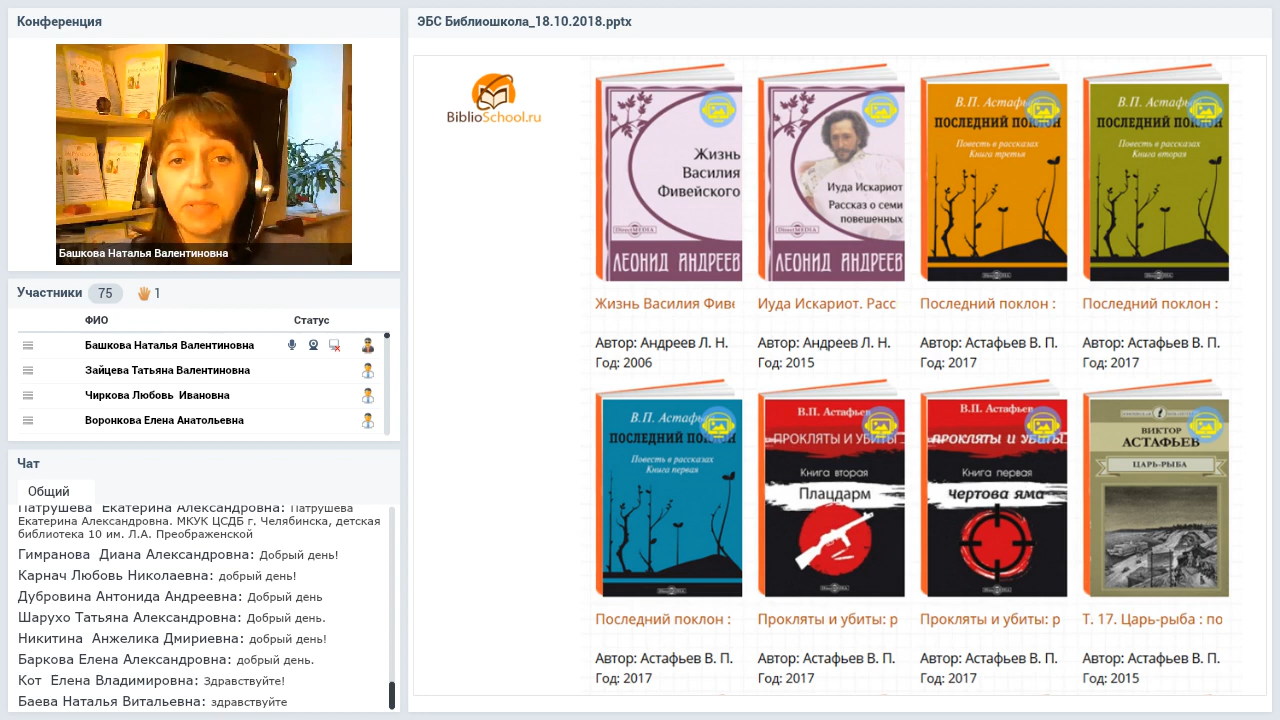 Конференция
Башкова Наталья Валентиновна
Участники 75 1
ФИО Статус
Башкова Наталья Валентиновна
Зайцева Татьяна Валентиновна
Чиркова Любовь Ивановна
Воронкова Елена Анатольевна
Чат
Общий
Патрушева Екатерина Александровна: Патрушева
Екатерина Александровна. МКУК ЦСДБ г. Челябинска, детская
библиотека 10 им. Л.А. Преображенской
Гимранова Диана Александровна: Добрый день!
Карнач Любовь Николаевна: добрый день!
Дубровина Антонида Андреевна: Добрый день
Шарухо Татьяна Александровна: Добрый день.
Никитина Анжелика Дмириевна: добрый день!
Баркова Елена Александровна: добрый день.
Кот Елена Владимировна: Здравствуйте!
Баева Наталья Витальевна: здравствуйте
ЭБС Библиошкола_18.10.2018.pptx
BiblioSchool.ru
Жизнь
Василия
Фивейского
DirectMEDIA
ЛЕОНИД АНДРЕЕВ
Иуда Искариот
Рассказ о семи
повешенных
DirectMEDIA
ЛЕОНИД АНДРЕЕВ
В.П. Астафь
ПОСЛЕДНИЙ ПОКЛОН
Повесть в рассказах
Книга третья
В.П. Астафь
ПОСЛЕДНИЙ ПОКЛОН
Повесть в рассказах
Книга вторая
Жизнь Василия Фиве
Иуда Искариот. Расс
Последний поклон :
Последний поклон :
Автор: Андреев Л. Н.
Год: 2006
Автор: Андреев Л. Н.
Год: 2015
Автор: Астафьев В. П.
Год: 2017
Автор: Астафьев В. П.
Год: 2017
В.П. Астафь
ПОСЛЕДНИЙ ПОКЛОН
Повесть в рассказах
Книга первая
В.П. Астафьев
ПРОКЛЯТЫ И УБИТЫ
Книга вторая
Плацдарм
В.П. Астафьев
ПРОКЛЯТЫ И УБИТЫ
Книга первая
чертова яма
ВИКТОР
АСТАФЬЕВ
ЦАРЬ-РЫБА
Последний поклон :
Прокляты и убиты: р
Прокляты и убиты: р
Т. 17. Царь-рыба : по
Автор: Астафьев В. П.
Год: 2017
Автор: Астафьев В. П.
Год: 2017
Автор: Астафьев В. П.
Год: 2017
Автор: Астафьев В. П.
Год: 2015